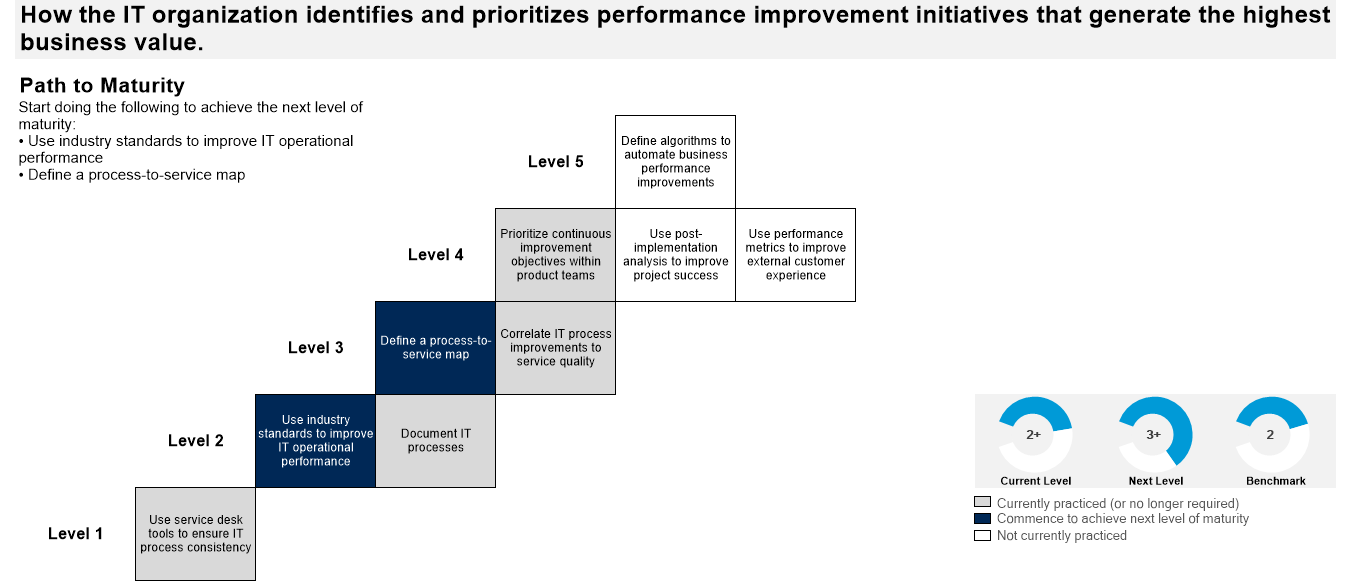 How the IT organization identifies and prioritizes performance improvement initiatives that generate the highest
business value.
Path to Maturity
Start doing the following to achieve the next level of
maturity:
• Use industry standards to improve IT operational
performance
• Define a process-to-service map
Level 5
Define algorithms to
automate business
performance
improvements
Level 4
Prioritize continuous
improvement
objectives within
product teams
Use post-
implementation
analysis to improve
project success
Use performance
metrics to improve
external customer
experience
Level 3
Define a process-to-
service map
Correlate IT process
improvements to
service quality
Level 2
Use industry
standards to improve
IT operational
performance
Document IT
processes
Level 1
Use service desk
tools to ensure IT
process consistency
2+
Current Level
3+
Next Level
2
Benchmark
Currently practiced (or no longer required)
Commence to achieve next level of maturity
Not currently practiced